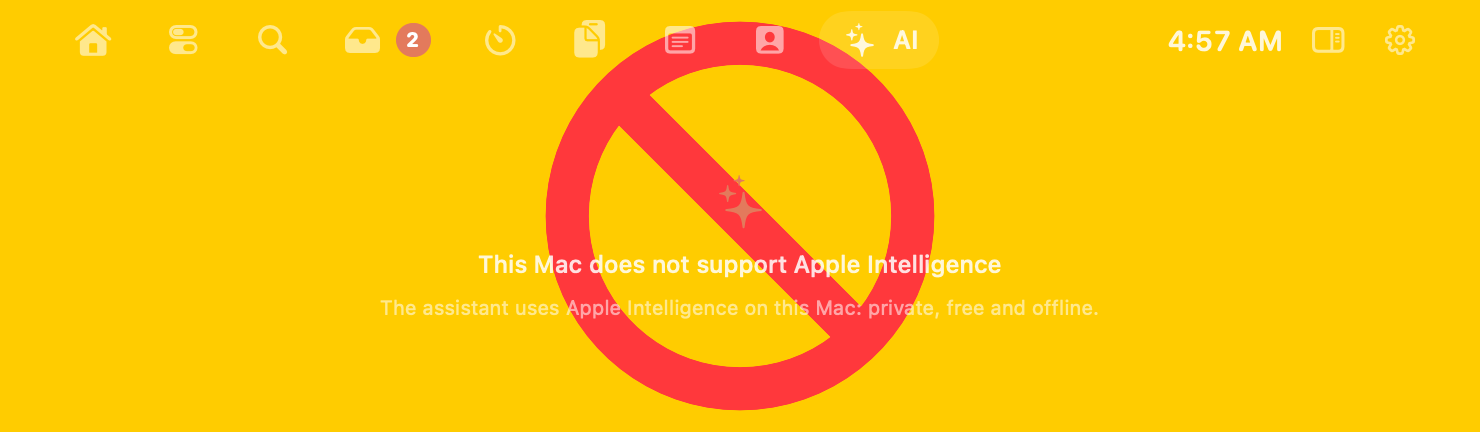 2
AI
4:57 AM
This Mac does not support Apple Intelligence
The assistant uses Apple Intelligence on this Mac: private, free and offline.